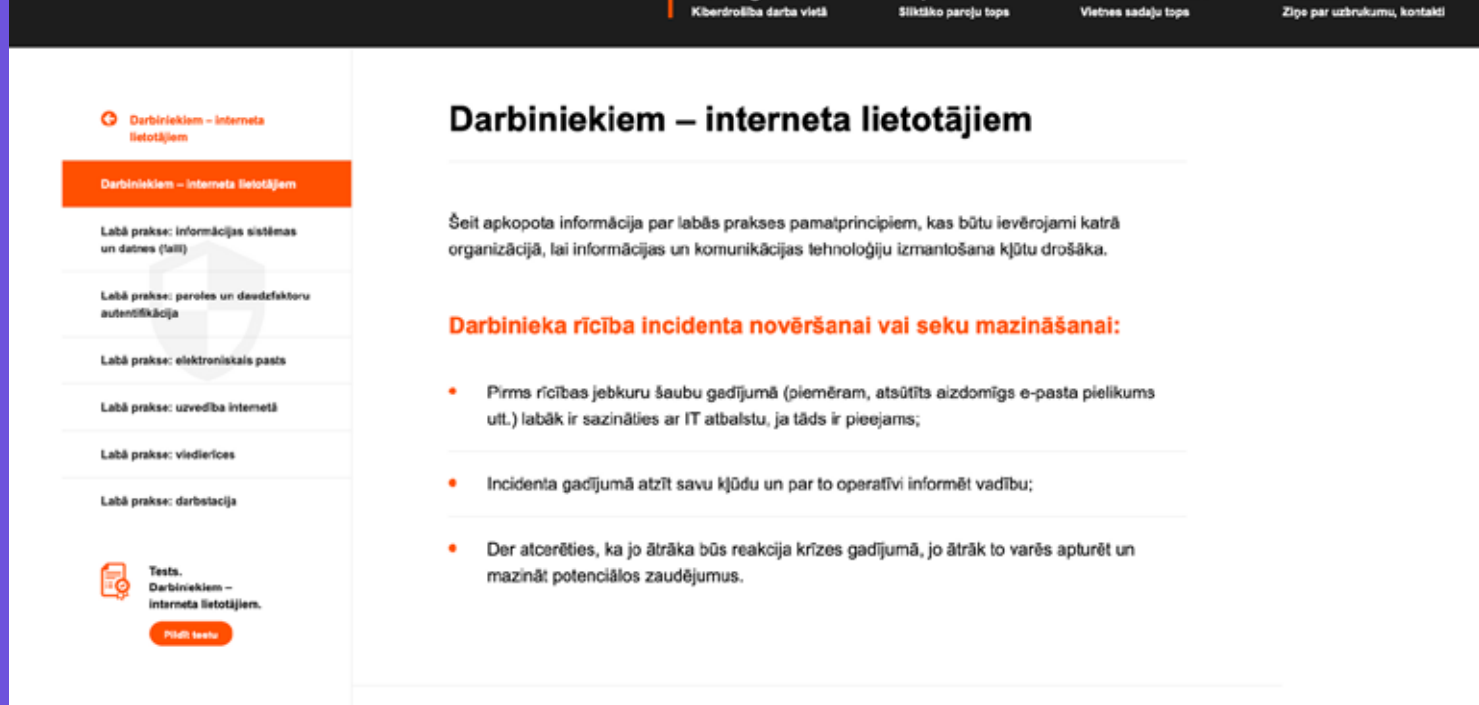 Kiberdrošība darba vietā
Sliktāko paroļu tops
Vietnes sadaļu tops
Ziņo par uzbrukumu, kontakti
Darbiniekiem – interneta
lietotājiem
Darbiniekiem – interneta lietotājiem
Labā prakse: informācijas sistēmas
un datnes (faili)
Labā prakse: paroles un daudzfaktoru
autentifikācija
Labā prakse: elektroniskais pasts
Labā prakse: uzvedība internetā
Labā prakse: viedierīces
Labā prakse: darbstacija
Tests.
Darbiniekiem –
interneta lietotājiem.
Pildīt testu
Darbiniekiem – interneta lietotājiem
Šeit apkopota informācija par labās prakses pamatprincipiem, kas būtu ievērojami katrā
organizācijā, lai informācijas un komunikācijas tehnoloģiju izmantošana kļūtu drošāka.
Darbinieka rīcība incidenta novēršanai vai seku mazināšanai:
Pirms rīcības jebkuru šaubu gadījumā (piemēram, atsūtīts aizdomīgs e-pasta pielikums
utt.) labāk ir sazināties ar IT atbalstu, ja tāds ir pieejams;
Incidenta gadījumā atzīt savu kļūdu un par to operatīvi informēt vadību;
Der atcerēties, ka jo ātrāka būs reakcija krīzes gadījumā, jo ātrāk to varēs apturēt un
mazināt potenciālos zaudējumus.